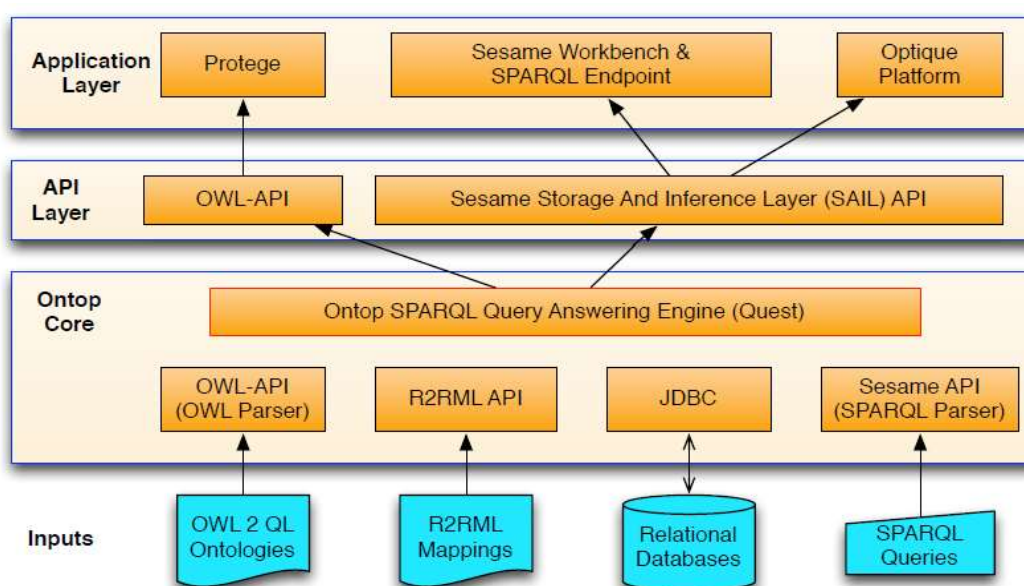 Application
Layer
Protege
Sesame Workbench &
SPARQL Endpoint
Optique
Platform
API
Layer
OWL-API
Sesame Storage And Inference Layer (SAIL) API
Ontop
Core
Ontop SPARQL Query Answering Engine (Quest)
OWL-API
(OWL Parser)
R2RML API
JDBC
Sesame API
(SPARQL Parser)
Inputs
OWL 2 QL
Ontologies
R2RML
Mappings
Relational
Databases
SPARQL
Queries